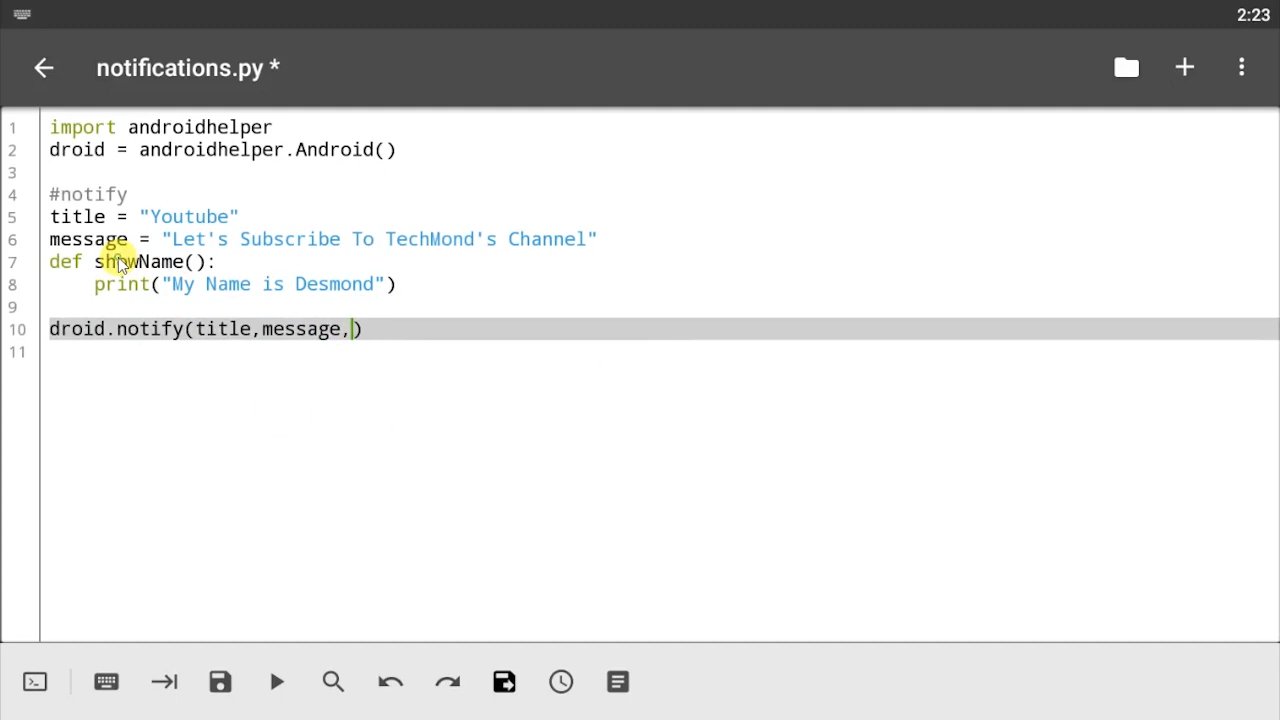 2:23
notifications.py *
1 import androidhelper
2 droid = androidhelper.Android()
3
4 #notify
5 title = "Youtube"
6 message = "Let's Subscribe To TechMond's Channel"
7 def showName():
8     print("My Name is Desmond")
9
10 droid.notify(title,message,)
11